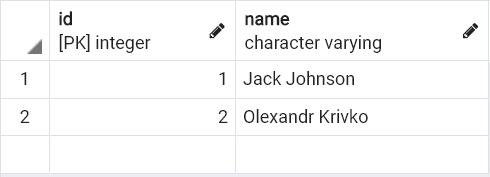 id name
[PK] integer character varying
1 1 Jack Johnson
2 2 Olexandr Krivko